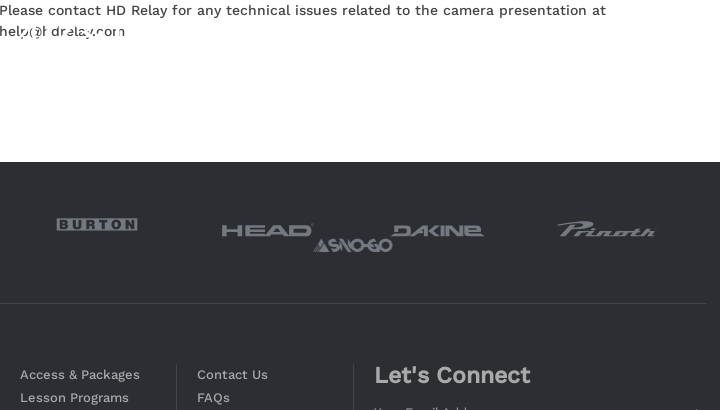 Please contact HD Relay for any technical issues related to the camera presentation at
help@hdrelay.com
BURTON
HEAD
DAKINE
Prinoth
SNO-GO
Access & Packages
Contact Us
Let's Connect
Lesson Programs
FAQs